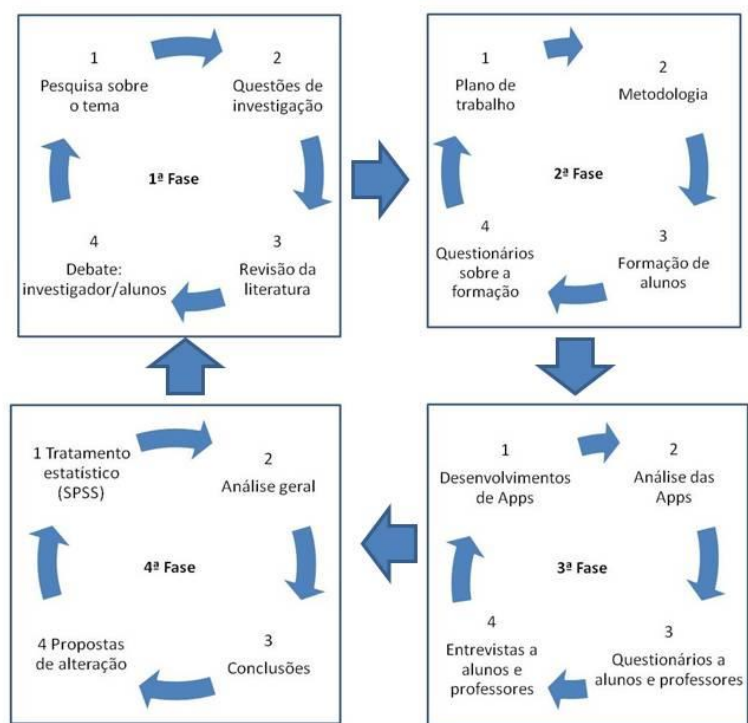 1
Pesquisa sobre
o tema
2
Questões de
investigação
1ª Fase
4
Debate:
investigador/alunos
3
Revisão da
literatura
1
Plano de
trabalho
2
Metodologia
2ª Fase
4
Questionários
sobre a
formação
3
Formação de
alunos
1 Tratamento
estatístico
(SPSS)
2
Análise geral
4ª Fase
4 Propostas
de alteração
3
Conclusões
1
Desenvolvimentos
de Apps
2
Análise das
Apps
3ª Fase
4
Entrevistas a
alunos e
professores
3
Questionários a
alunos e professores